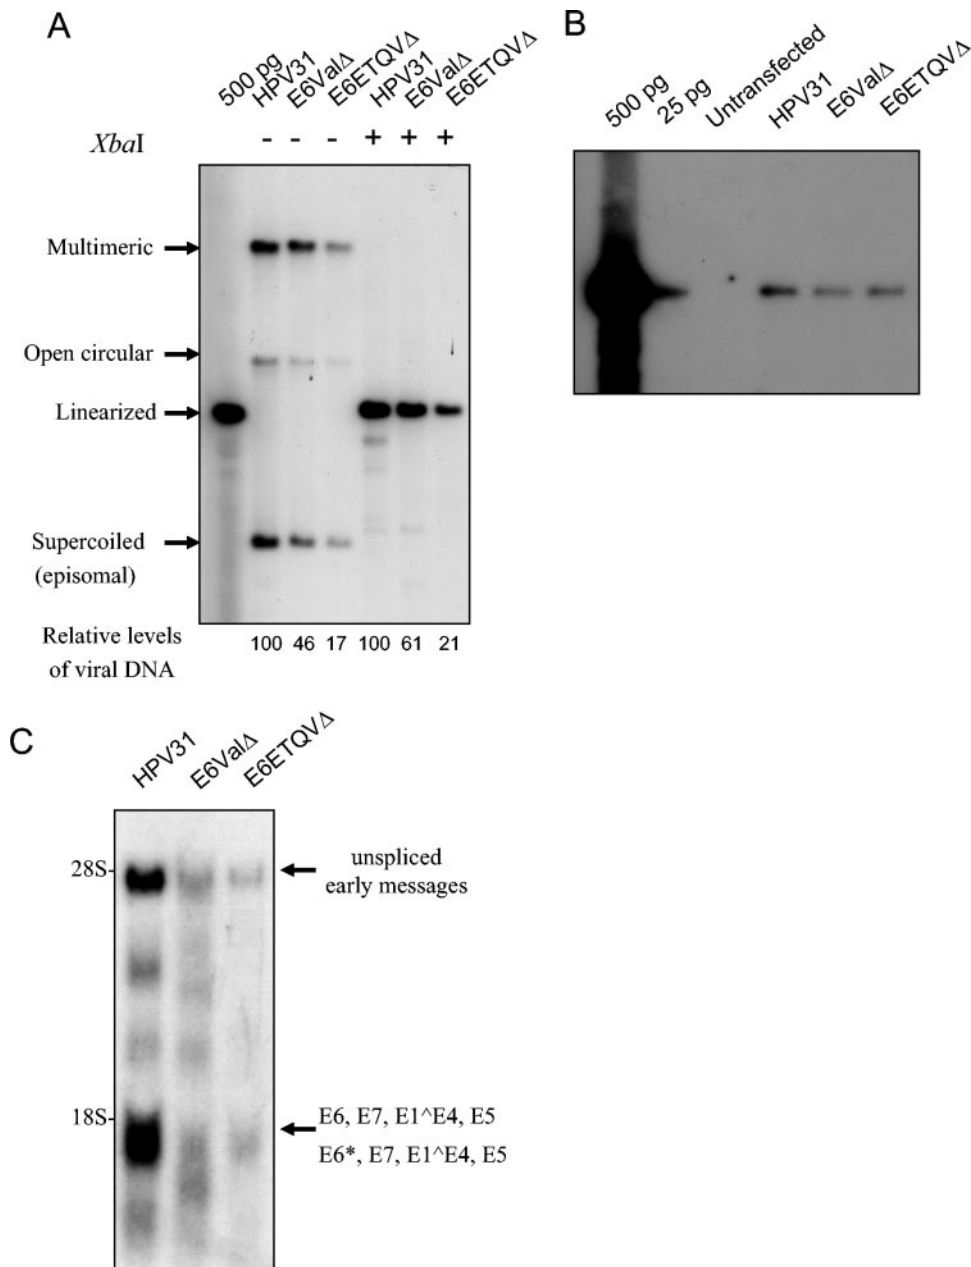 A
500 pg
HPV31
E6ValΔ
E6ETQVΔ
HPV31
E6ValΔ
E6ETQVΔ
XbaI - - - + + +
Multimeric
Open circular
Linearized
Supercoiled
(episomal)
Relative levels
of viral DNA
100 46 17 100 61 21
B
500 pg
25 pg
Untransfected
HPV31
E6ValΔ
E6ETQVΔ
C
HPV31
E6ValΔ
E6ETQVΔ
28S-
unspliced
early messages
18S-
E6, E7, E1^E4, E5
E6*, E7, E1^E4, E5